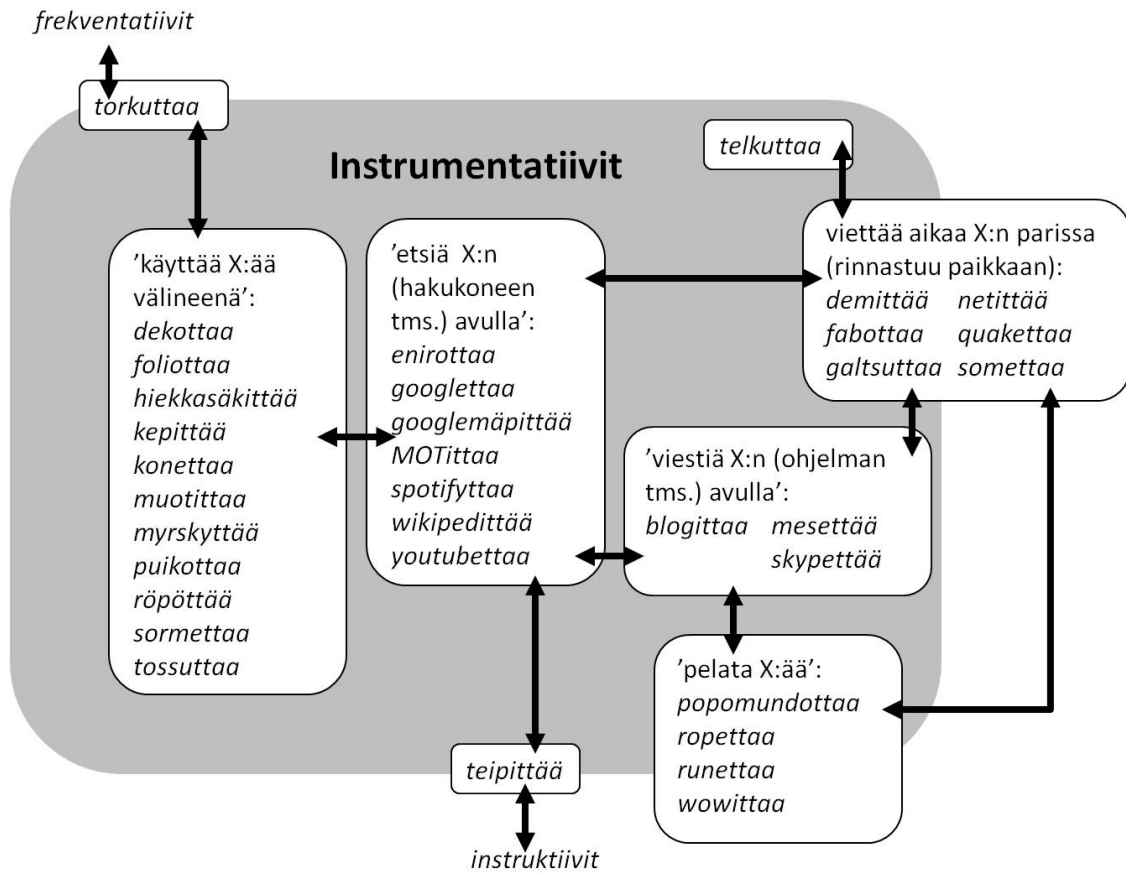 frekventatiivit
torkuttaa
Instrumentatiivit
telkuttaa
’käyttää X:ää
välineenä’:
dekottaa
foliottaa
hiekkasäkittää
kepittää
konettaa
muotittaa
myrskyttää
puikottaa
röpöttää
sormettaa
tossuttaa
’etsiä X:n
(hakukoneen
tms.) avulla’:
enirottaa
googlettaa
googlemäpittää
MOTittaa
spotifyttaa
wikipedittää
youtubettaa
viettää aikaa X:n parissa
(rinnastuu paikkaan):
demittää netittää
fabottaa quakettaa
galtsuttaa somettaa
’viestiä X:n (ohjelman
tms.) avulla’:
blogittaa mesettää
skypettää
’pelata X:ää’:
popomundottaa
ropettaa
runettaa
wowittaa
teipittää
instruktiivit